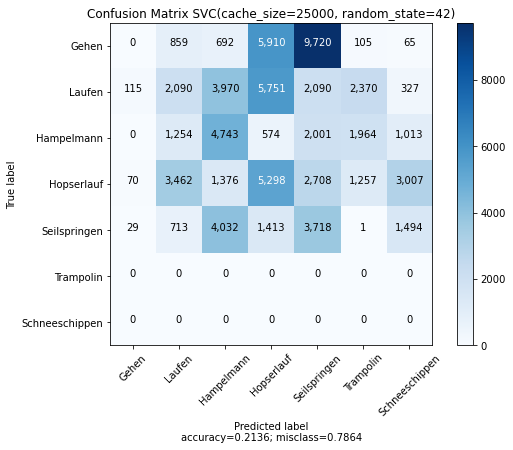 Confusion Matrix SVC(cache_size=25000, random_state=42)
Gehen 0 859 692 5,910 9,720 105 65
Laufen 115 2,090 3,970 5,751 2,090 2,370 327
Hampelmann 0 1,254 4,743 574 2,001 1,964 1,013
Hopserlauf 70 3,462 1,376 5,298 2,708 1,257 3,007
Seilspringen 29 713 4,032 1,413 3,718 1 1,494
Trampolin 0 0 0 0 0 0 0
Schneeschippen 0 0 0 0 0 0 0
True label
Gehen Laufen Hampelmann Hopserlauf Seilspringen Trampolin Schneeschippen
Predicted label
accuracy=0.2136; misclass=0.7864
8000
6000
4000
2000
0